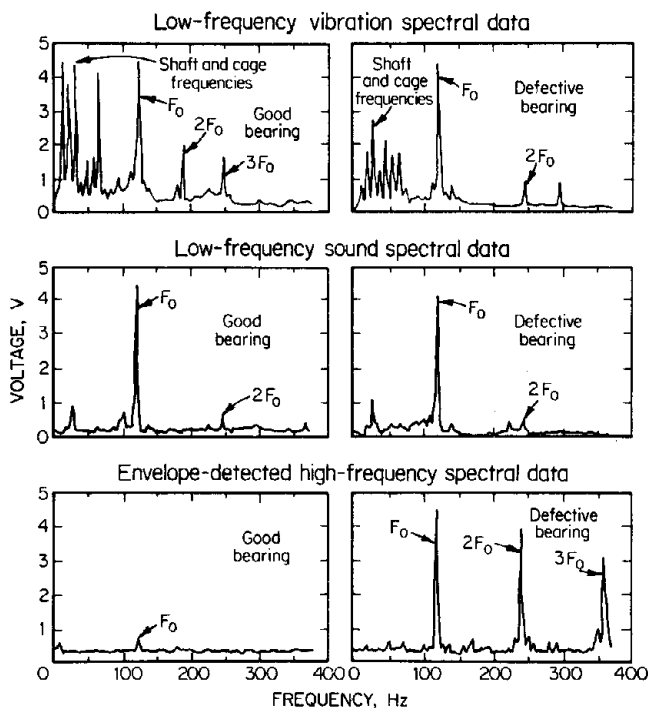 Low-frequency vibration spectral data
5
4
3
2
1
0
Shaft and cage
frequencies
F₀
2F₀
3F₀
Good
bearing
Shaft
and cage
frequencies
F₀
2F₀
Defective
bearing
Low-frequency sound spectral data
VOLTAGE, V
5
4
3
2
1
0
F₀
2F₀
Good
bearing
F₀
2F₀
Defective
bearing
Envelope-detected high-frequency spectral data
5
4
3
2
1
F₀
Good
bearing
F₀
2F₀
3F₀
Defective
bearing
0 100 200 300 400 0 100 200 300 400
FREQUENCY, Hz